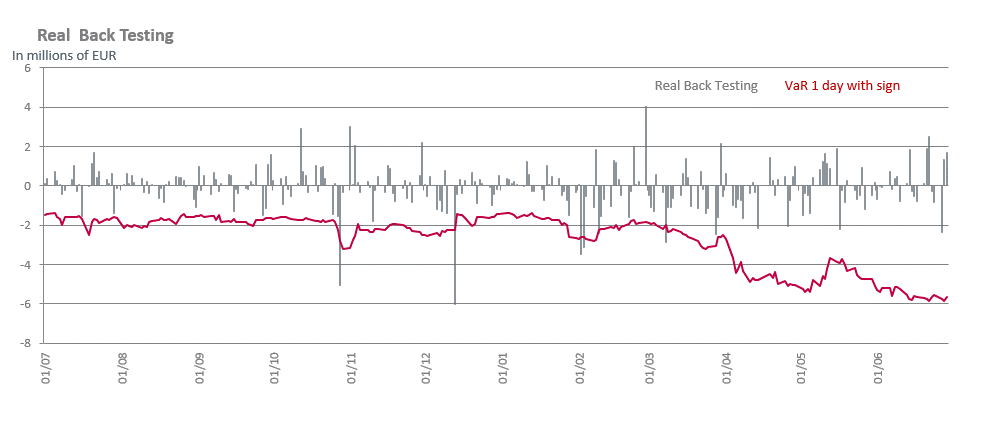 Real Back Testing
In millions of EUR
6
Real Back Testing VaR 1 day with sign
4
2
0
-2
-4
-6
-8
01/07 01/08 01/09 01/10 01/11 01/12 01/01 01/02 01/03 01/04 01/05 01/06